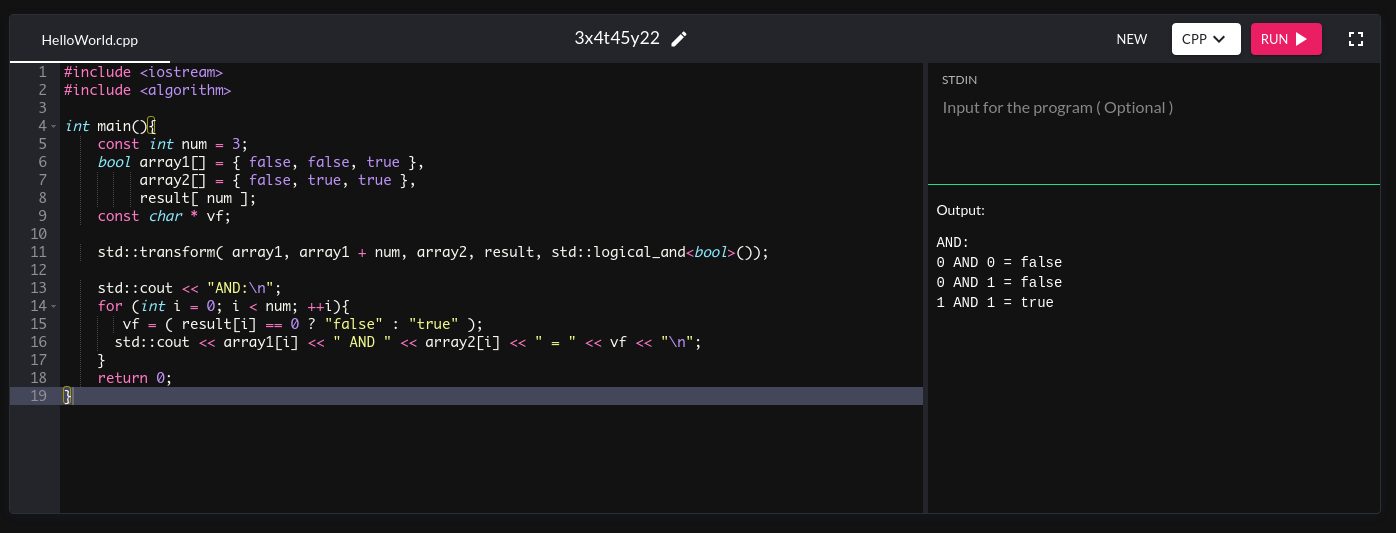 HelloWorld.cpp
3x4t45y22
NEW
CPP
RUN
1 #include <iostream>
2 #include <algorithm>
3
4 int main(){
5     const int num = 3;
6     bool array1[] = { false, false, true },
7          array2[] = { false, true, true },
8          result[ num ];
9     const char * vf;
10
11     std::transform( array1, array1 + num, array2, result, std::logical_and<bool>());
12
13     std::cout << "AND:\n";
14     for (int i = 0; i < num; ++i){
15        vf = ( result[i] == 0 ? "false" : "true" );
16       std::cout << array1[i] << " AND " << array2[i] << " = " << vf << "\n";
17     }
18     return 0;
19 }
STDIN
Input for the program ( Optional )
Output:
AND:
0 AND 0 = false
0 AND 1 = false
1 AND 1 = true